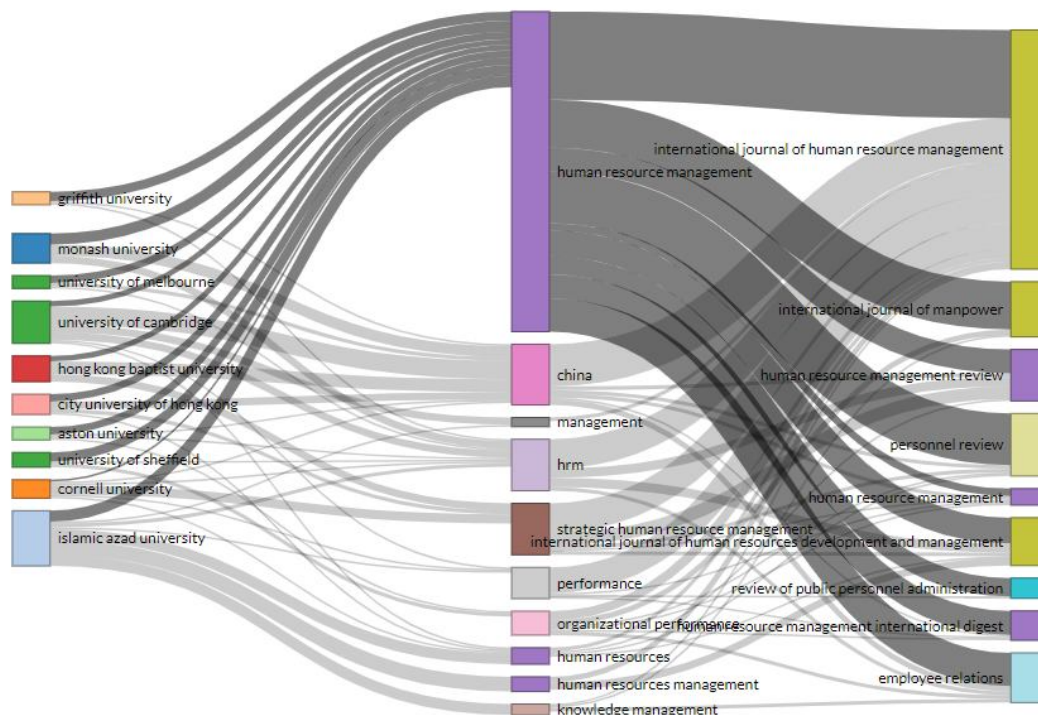 griffith university
monash university
university of melbourne
university of cambridge
hong kong baptist university
city university of hong kong
aston university
university of sheffield
cornell university
islamic azad university
human resource management
china
management
hrm
strategic human resource management
performance
organizational performance
human resources
human resources management
knowledge management
international journal of human resource management
international journal of manpower
human resource management review
personnel review
human resource management
international journal of human resources development and management
review of public personnel administration
human resource management international digest
employee relations